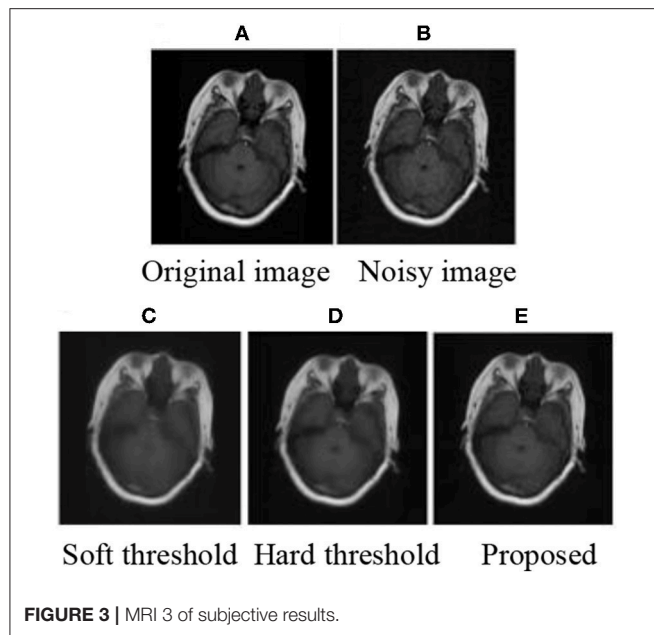 A B
Original image Noisy image
C D E
Soft threshold Hard threshold Proposed
FIGURE 3 | MRI 3 of subjective results.